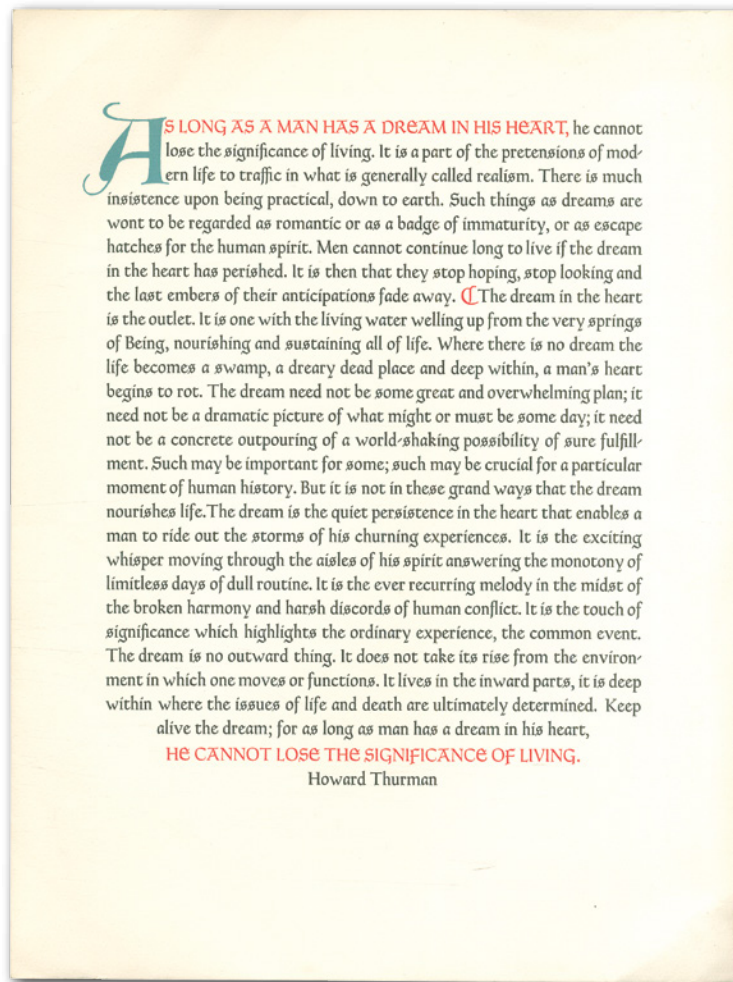 AS LONG AS A MAN HAS A DREAM IN HIS HEART, he cannot
lose the significance of living. It is a part of the pretensions of mod-
ern life to traffic in what is generally called realism. There is much
insistence upon being practical, down to earth. Such things as dreams are
wont to be regarded as romantic or as a badge of immaturity, or as escape
hatches for the human spirit. Men cannot continue long to live if the dream
in the heart has perished. It is then that they stop hoping, stop looking and
the last embers of their anticipations fade away. ⸿The dream in the heart
is the outlet. It is one with the living water welling up from the very springs
of Being, nourishing and sustaining all of life. Where there is no dream the
life becomes a swamp, a dreary dead place and deep within, a man's heart
begins to rot. The dream need not be some great and overwhelming plan; it
need not be a dramatic picture of what might or must be some day; it need
not be a concrete outpouring of a world-shaking possibility of sure fulfill-
ment. Such may be important for some; such may be crucial for a particular
moment of human history. But it is not in these grand ways that the dream
nourishes life.The dream is the quiet persistence in the heart that enables a
man to ride out the storms of his churning experiences. It is the exciting
whisper moving through the aisles of his spirit answering the monotony of
limitless days of dull routine. It is the ever recurring melody in the midst of
the broken harmony and harsh discords of human conflict. It is the touch of
significance which highlights the ordinary experience, the common event.
The dream is no outward thing. It does not take its rise from the environ-
ment in which one moves or functions. It lives in the inward parts, it is deep
within where the issues of life and death are ultimately determined. Keep
alive the dream; for as long as man has a dream in his heart,
HE CANNOT LOSE THE SIGNIFICANCE OF LIVING.
Howard Thurman